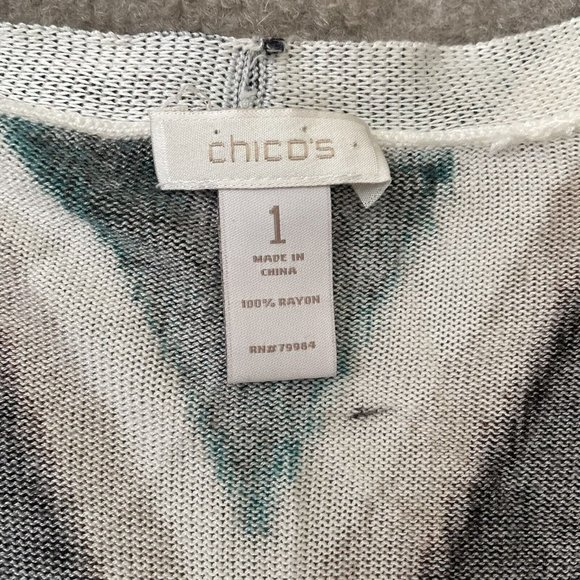 chico's
1
MADE IN
CHINA
100% RAYON
RN# 79984